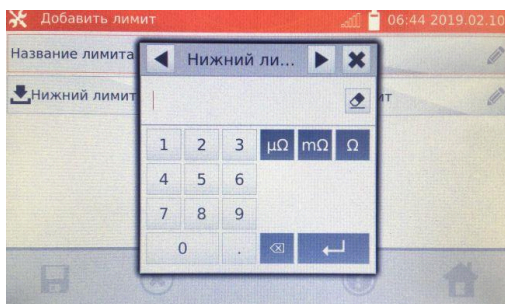 Добавить лимит 06:44 2019.02.10
Название лимита
Нижний ли...
Нижний лимит
1 2 3 μΩ mΩ Ω
4 5 6
7 8 9
0 .